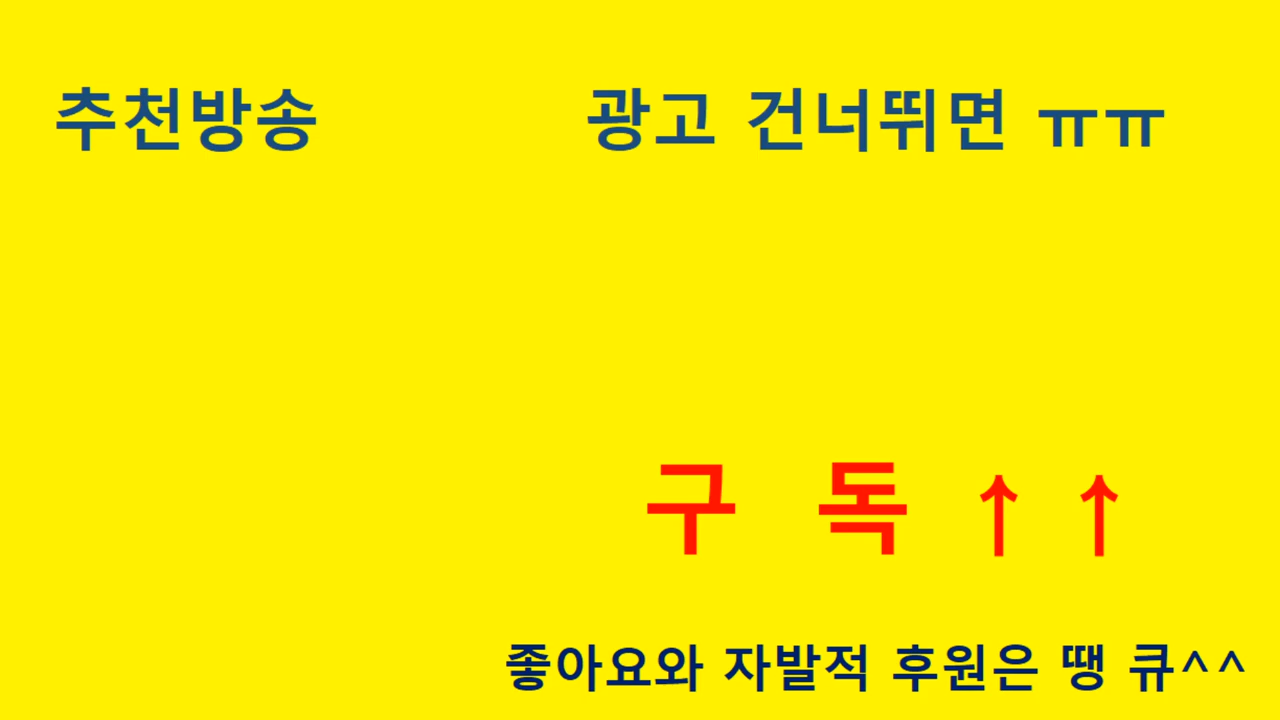 추천방송
광고 건너뛰면 ㅠㅠ
구 독 ↑ ↑
좋아요와 자발적 후원은 땡 큐^^